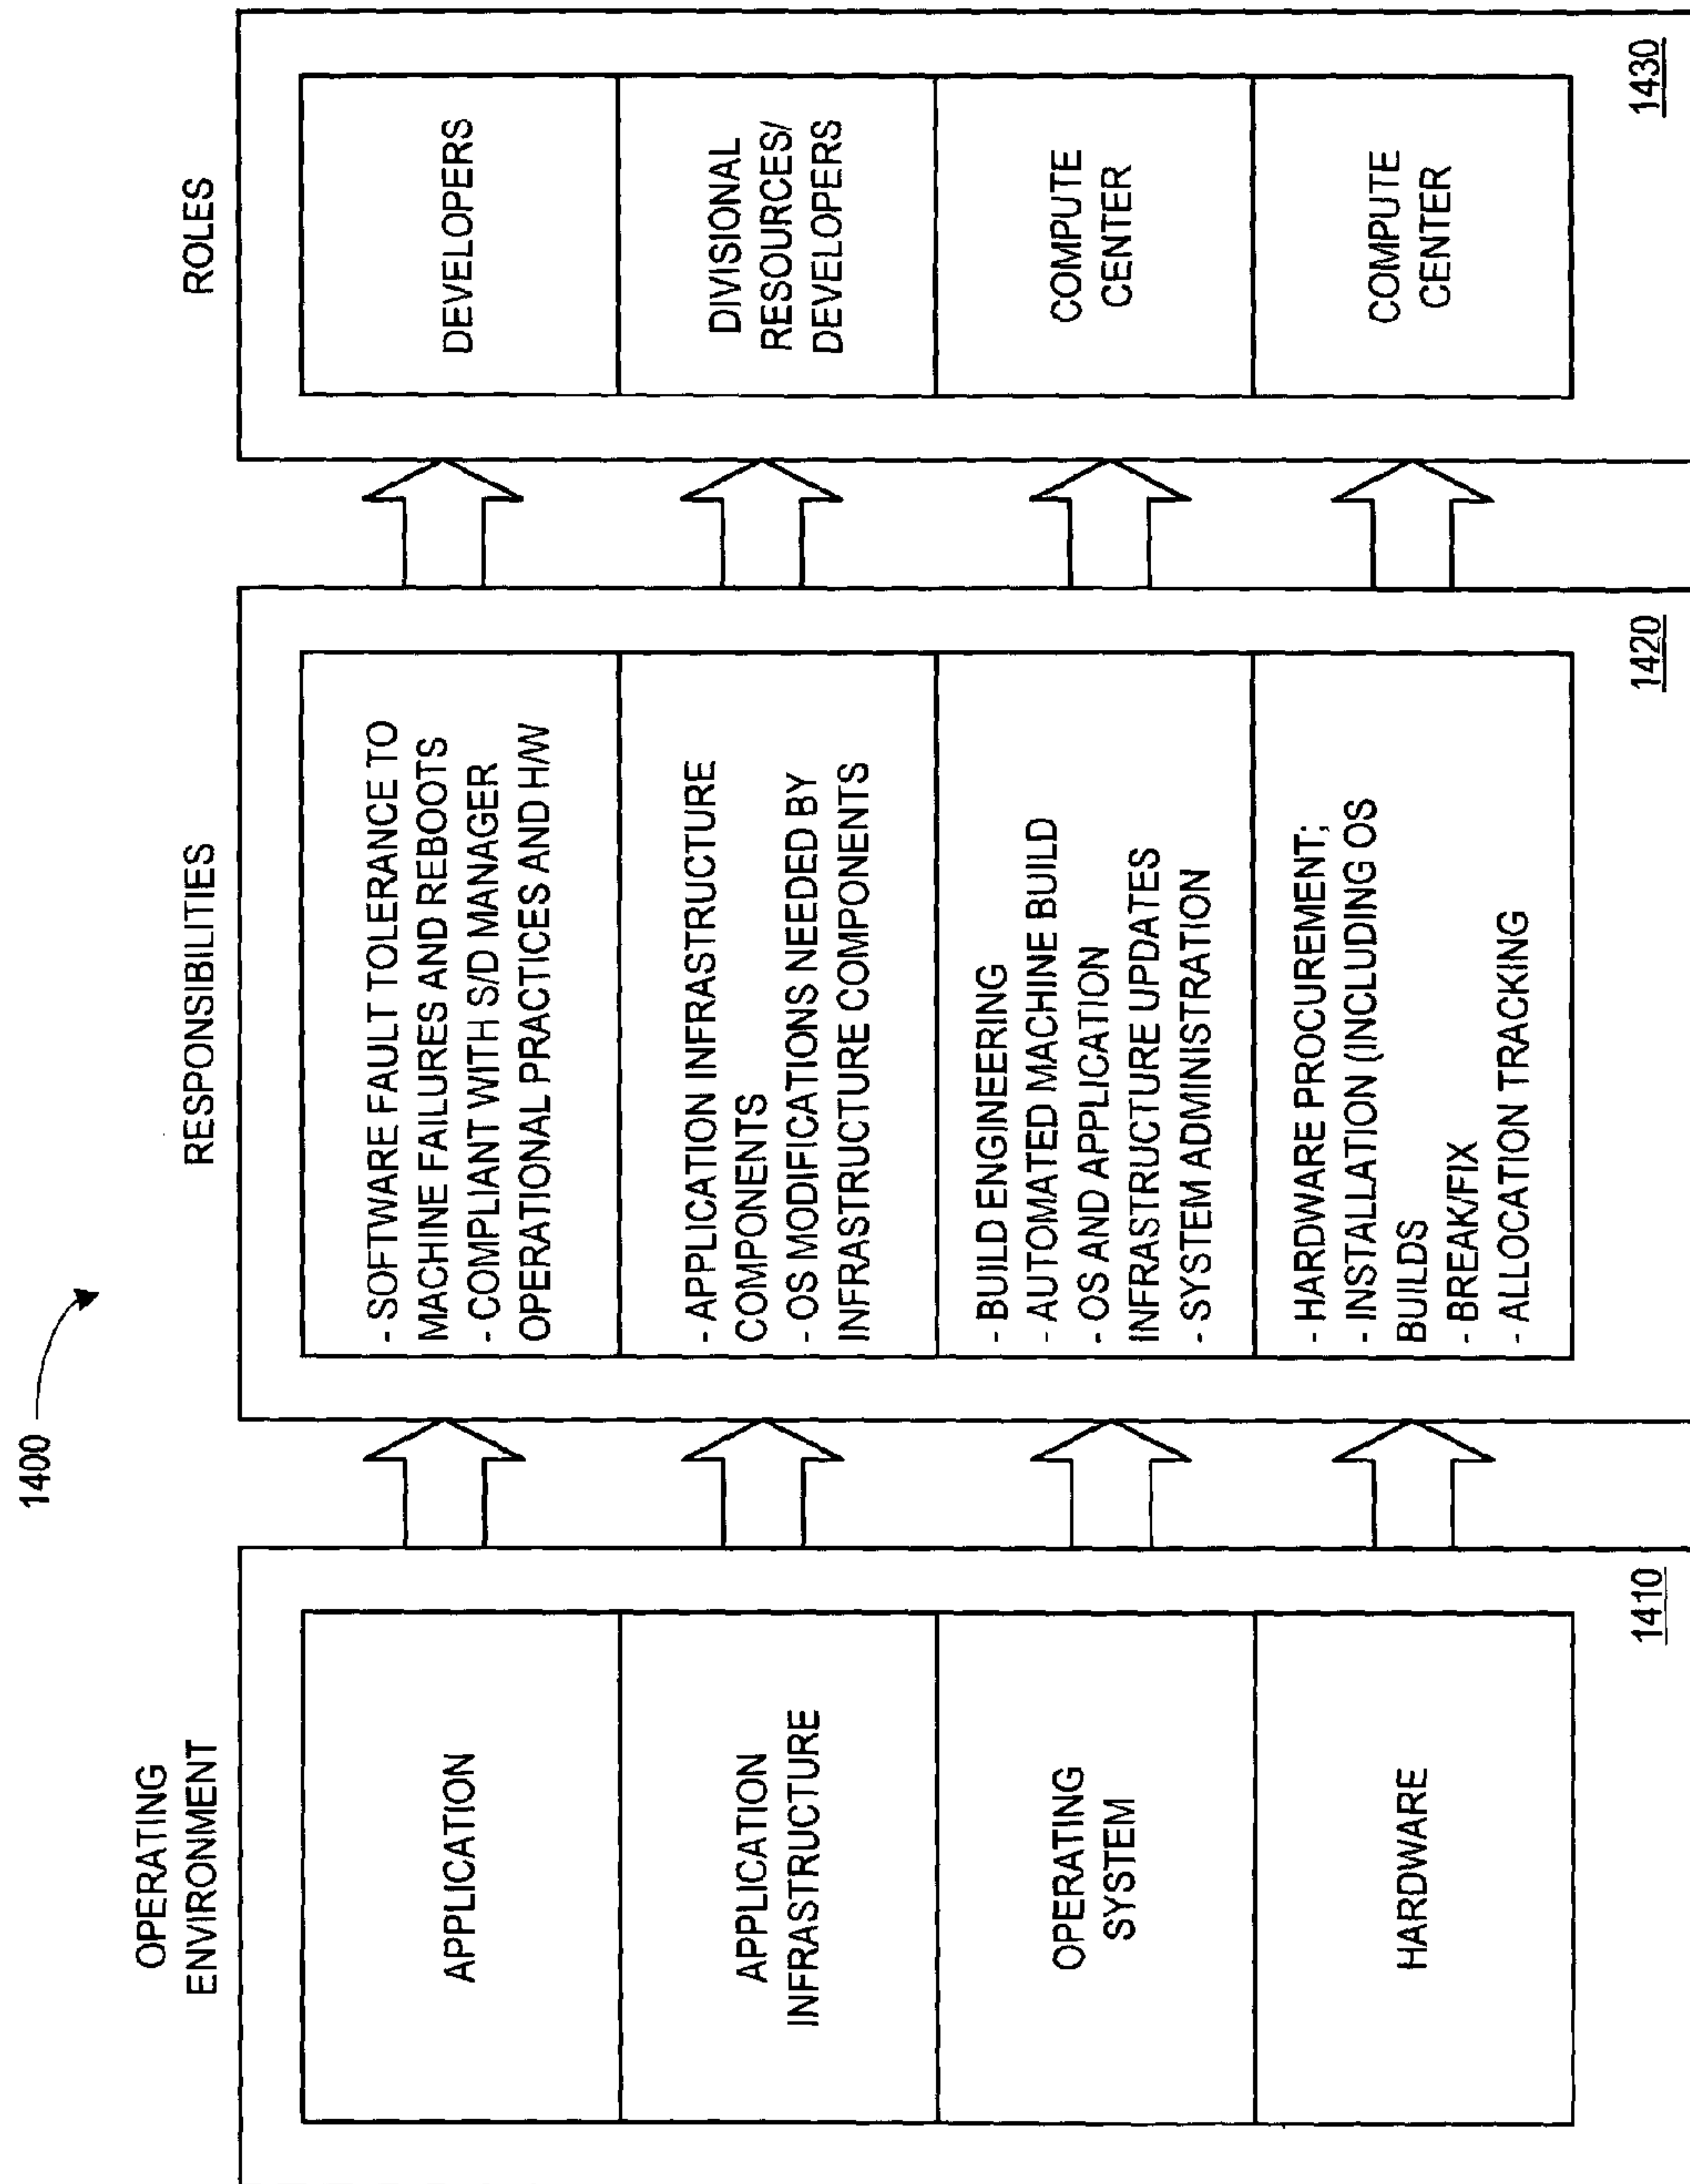 1400
OPERATING
ENVIRONMENT
APPLICATION
APPLICATION
INFRASTRUCTURE
OPERATING
SYSTEM
HARDWARE
1410
RESPONSIBILITIES
- SOFTWARE FAULT TOLERANCE TO
MACHINE FAILURES AND REBOOTS
- COMPLIANT WITH S/D MANAGER
OPERATIONAL PRACTICES AND H/W
- APPLICATION INFRASTRUCTURE
COMPONENTS
- OS MODIFICATIONS NEEDED BY
INFRASTRUCTURE COMPONENTS
- BUILD ENGINEERING
- AUTOMATED MACHINE BUILD
- OS AND APPLICATION
INFRASTRUCTURE UPDATES
- SYSTEM ADMINISTRATION
- HARDWARE PROCUREMENT;
- INSTALLATION (INCLUDING OS
BUILDS
- BREAK/FIX
- ALLOCATION TRACKING
1420
ROLES
DEVELOPERS
DIVISIONAL
RESOURCES/
DEVELOPERS
COMPUTE
CENTER
COMPUTE
CENTER
1430